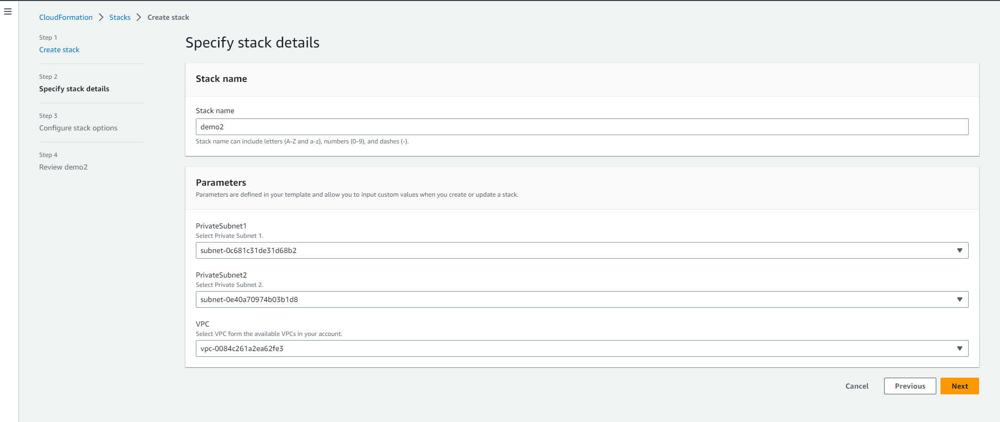 CloudFormation > Stacks > Create stack
Step 1
Create stack
Step 2
Specify stack details
Step 3
Configure stack options
Step 4
Review demo2
Specify stack details
Stack name
Stack name
demo2
Stack name can include letters (A-Z and a-z), numbers (0-9), and dashes (-).
Parameters
Parameters are defined in your template and allow you to input custom values when you create or update a stack.
PrivateSubnet1
Select Private Subnet 1.
subnet-0c681c31de31d68b2
PrivateSubnet2
Select Private Subnet 2.
subnet-0e40a70974b03b1d8
VPC
Select VPC form the available VPCs in your account.
vpc-0084c261a2ea62fe3
Cancel Previous Next